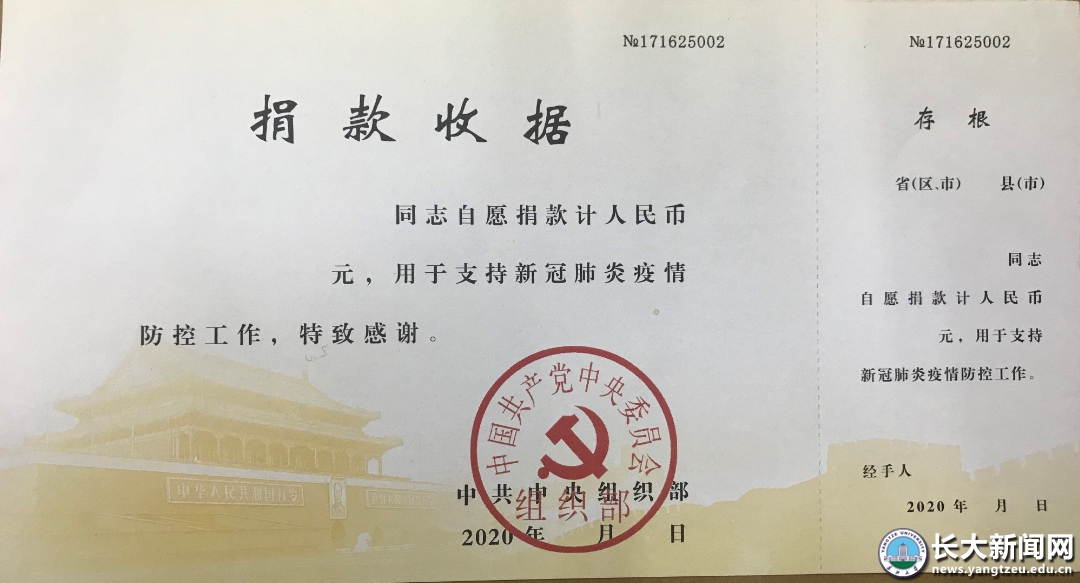 №171625002
捐款收据
同志自愿捐款计人民币
元，用于支持新冠肺炎疫情
防控工作，特致感谢。
中国共产党中央委员会
组织部
中共中央组织部
2020年 月 日
中华人民共和国万岁
№171625002
存根
省(区、市) 县(市)
同志
自愿捐款计人民币
元，用于支持
新冠肺炎疫情防控工作。
经手人
2020年 月 日
YANGTZE UNIVERSITY
长大新闻网
news.yangtzeu.edu.cn